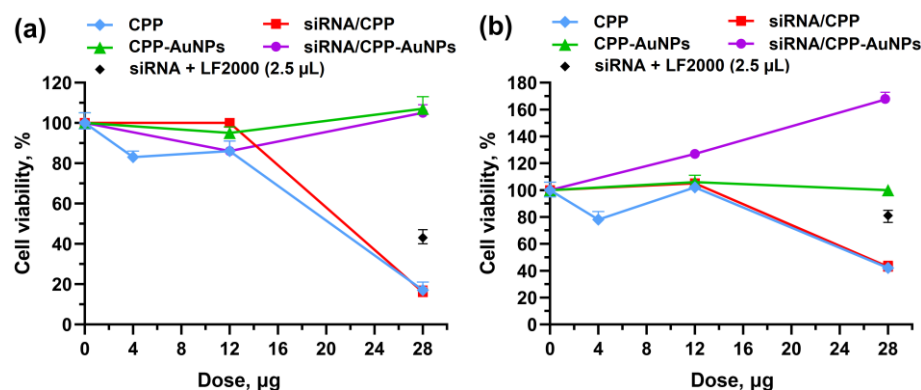 (a)
CPP
siRNA/CPP
CPP-AuNPs
siRNA/CPP-AuNPs
siRNA + LF2000 (2.5 µL)
Cell viability, %
120
100
80
60
40
20
0
0 4 8 12 16 20 24 28
Dose, µg
(b)
CPP
siRNA/CPP
CPP-AuNPs
siRNA/CPP-AuNPs
siRNA + LF2000 (2.5 µL)
Cell viability, %
180
160
140
120
100
80
60
40
20
0
0 4 8 12 16 20 24 28
Dose, µg